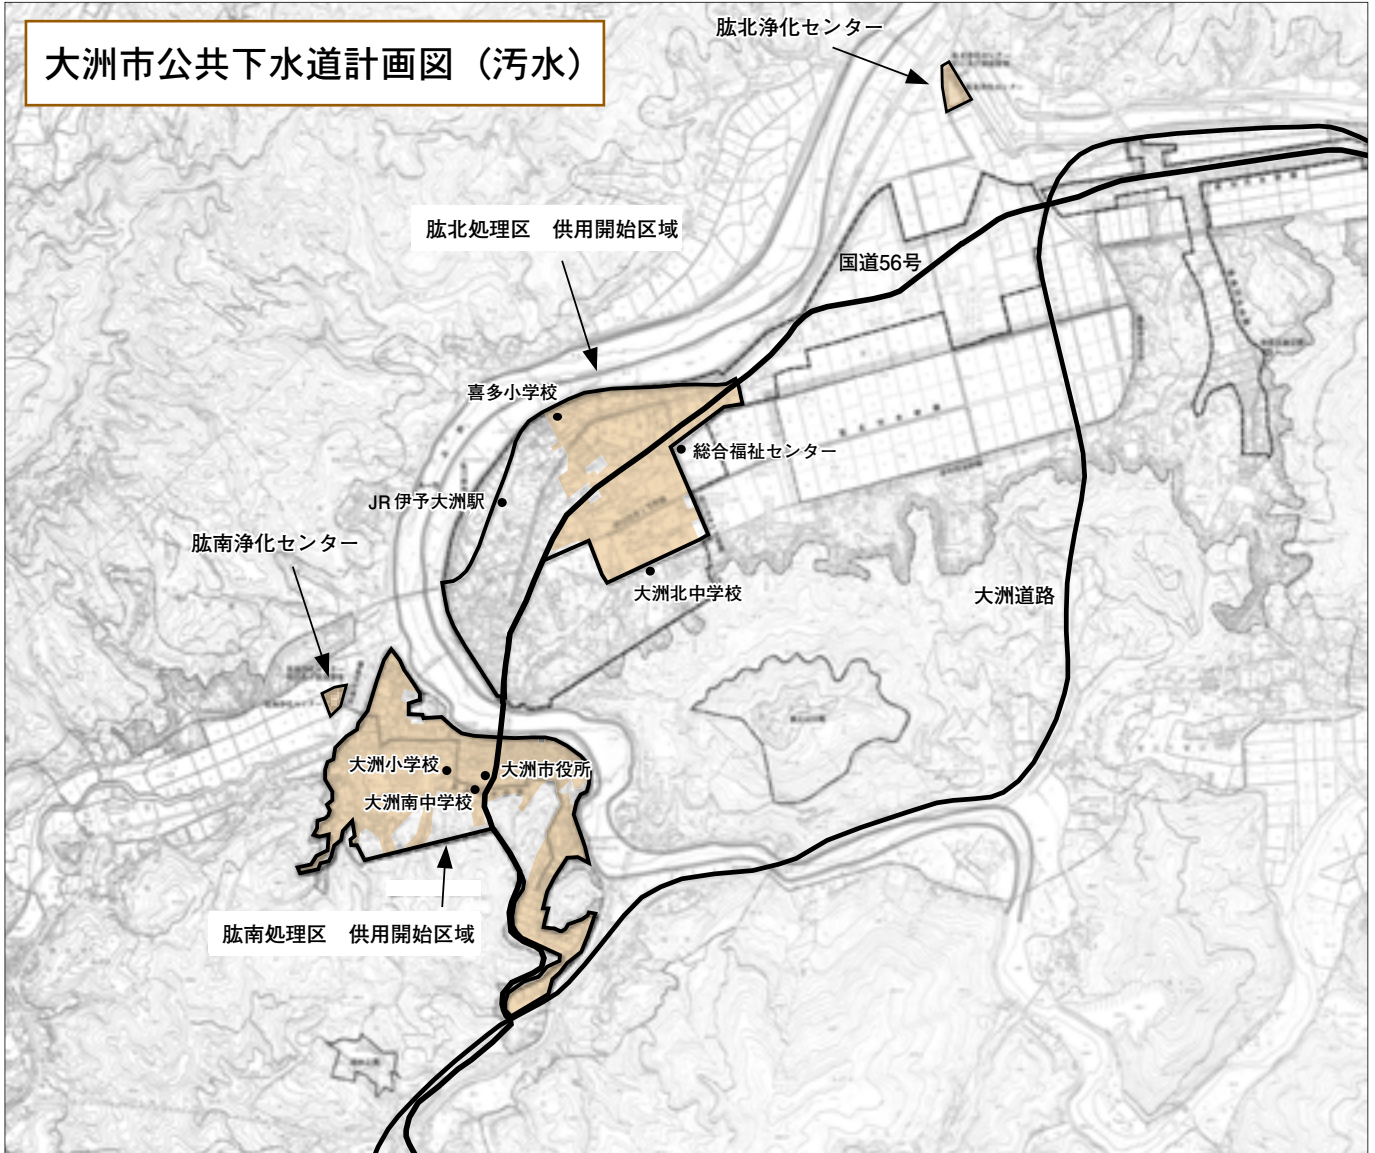 大洲市公共下水道計画図（汚水）
肱北浄化センター
肱北処理区　供用開始区域
国道56号
喜多小学校
総合福祉センター
JR 伊予大洲駅
肱南浄化センター
大洲北中学校
大洲道路
大洲小学校
大洲市役所
大洲南中学校
肱南処理区　供用開始区域